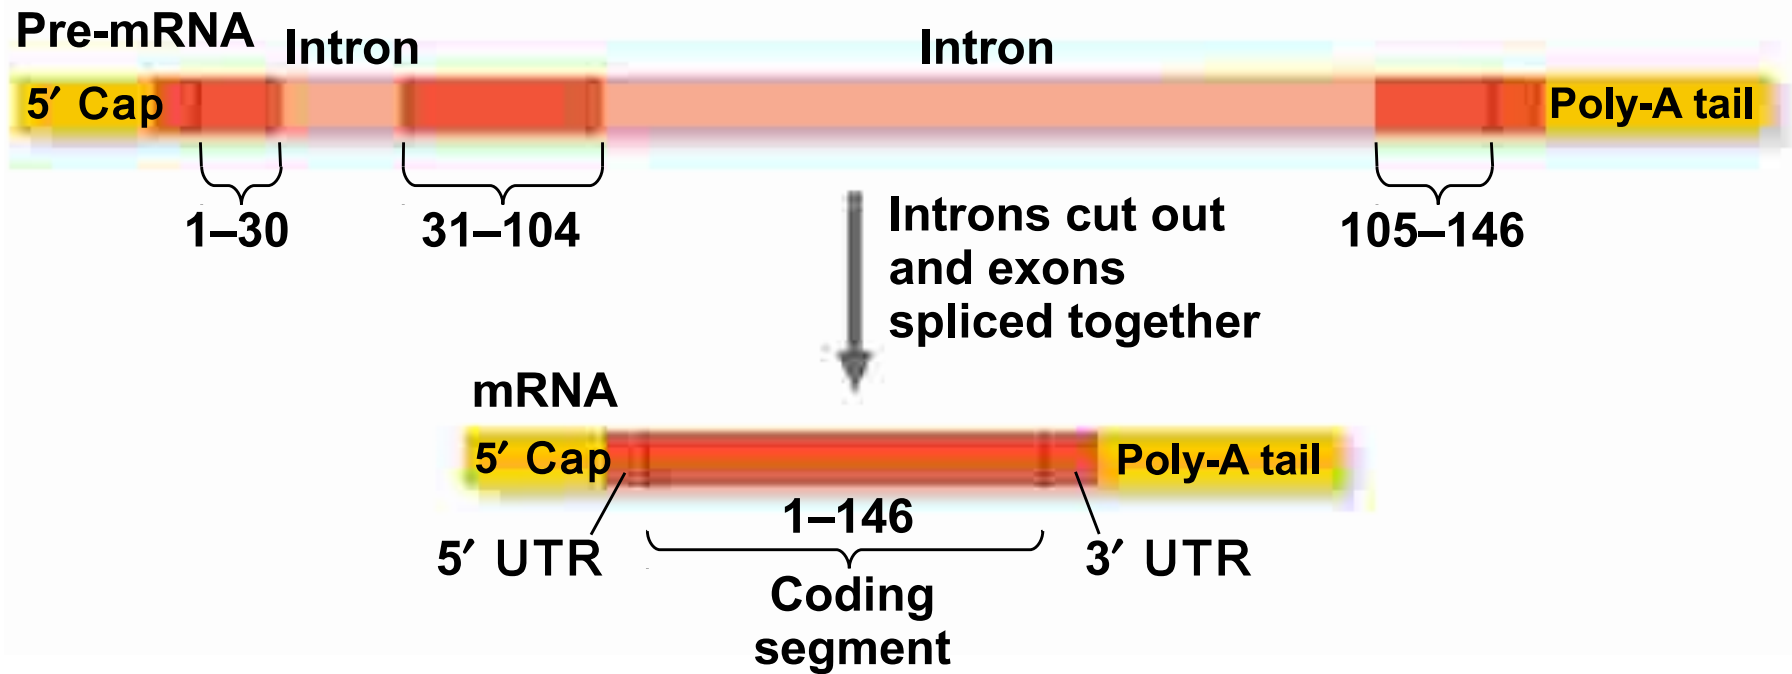 Pre-mRNA
Intron
Intron
5′ Cap
Poly-A tail
1–30
31–104
105–146
Introns cut out
and exons
spliced together
mRNA
5′ Cap
Poly-A tail
1–146
5′ UTR
3′ UTR
Coding
segment